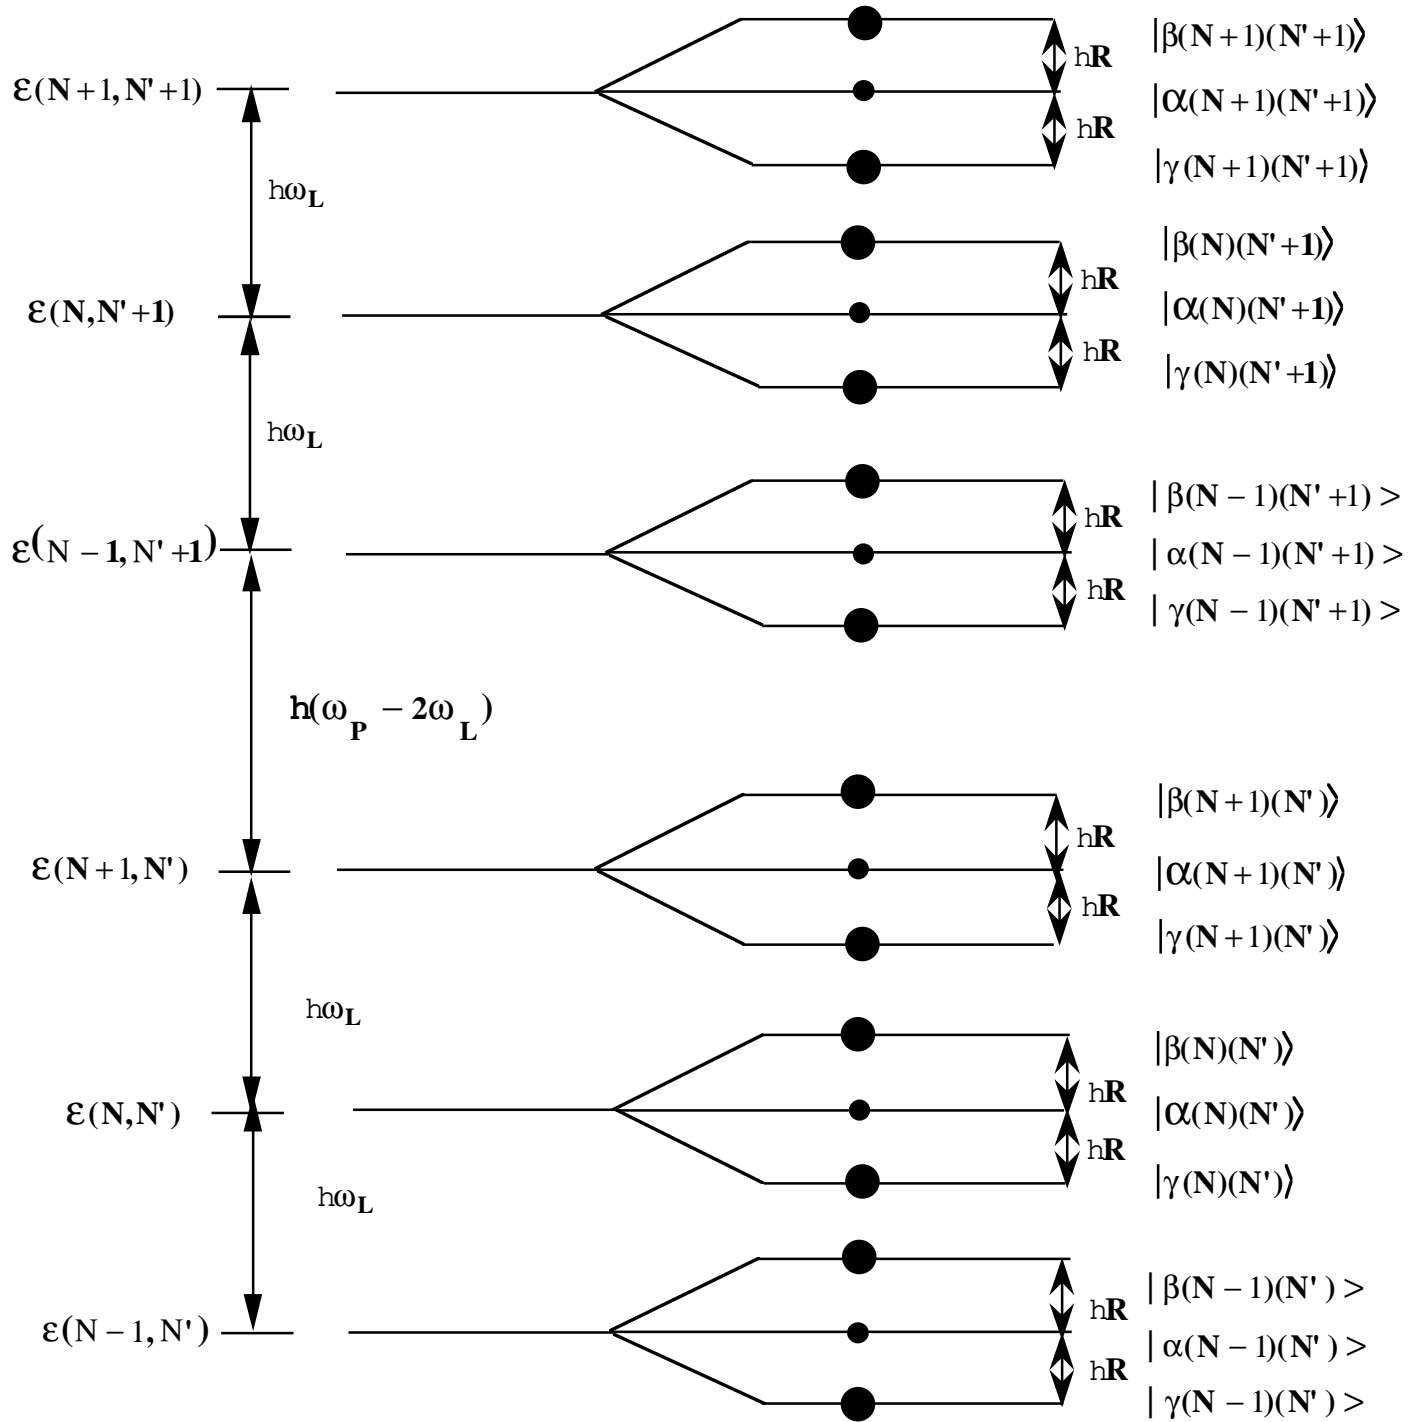 |β(N+1)(N'+1)⟩
hR
ε(N+1,N'+1)
|α(N+1)(N'+1)⟩
hR
|γ(N+1)(N'+1)⟩
hω_L
|β(N)(N'+1)⟩
hR
ε(N,N'+1)
|α(N)(N'+1)⟩
hR
|γ(N)(N'+1)⟩
hω_L
|β(N−1)(N'+1) >
hR
ε(N−1,N'+1)
|α(N−1)(N'+1) >
hR
|γ(N−1)(N'+1) >
h(ω_P − 2ω_L)
|β(N+1)(N')⟩
hR
ε(N+1,N')
|α(N+1)(N')⟩
hR
|γ(N+1)(N')⟩
hω_L
|β(N)(N')⟩
hR
ε(N,N')
|α(N)(N')⟩
hR
|γ(N)(N')⟩
hω_L
|β(N−1)(N') >
hR
ε(N−1,N')
|α(N−1)(N') >
hR
|γ(N−1)(N') >